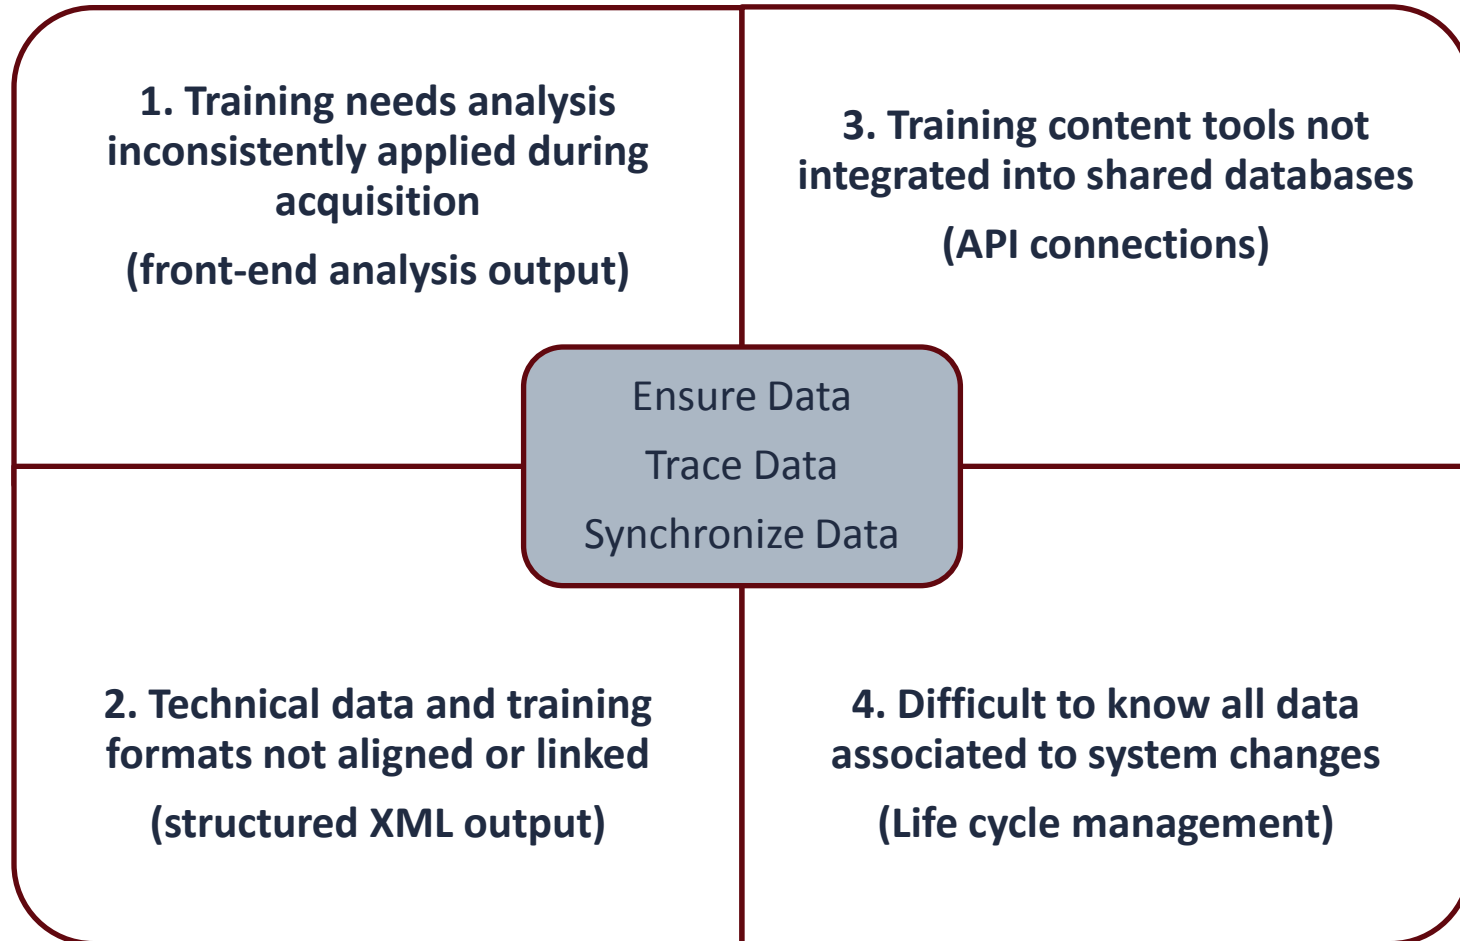 1. Training needs analysis
inconsistently applied during
acquisition
(front-end analysis output)
3. Training content tools not
integrated into shared databases
(API connections)
Ensure Data
Trace Data
Synchronize Data
2. Technical data and training
formats not aligned or linked
(structured XML output)
4. Difficult to know all data
associated to system changes
(Life cycle management)